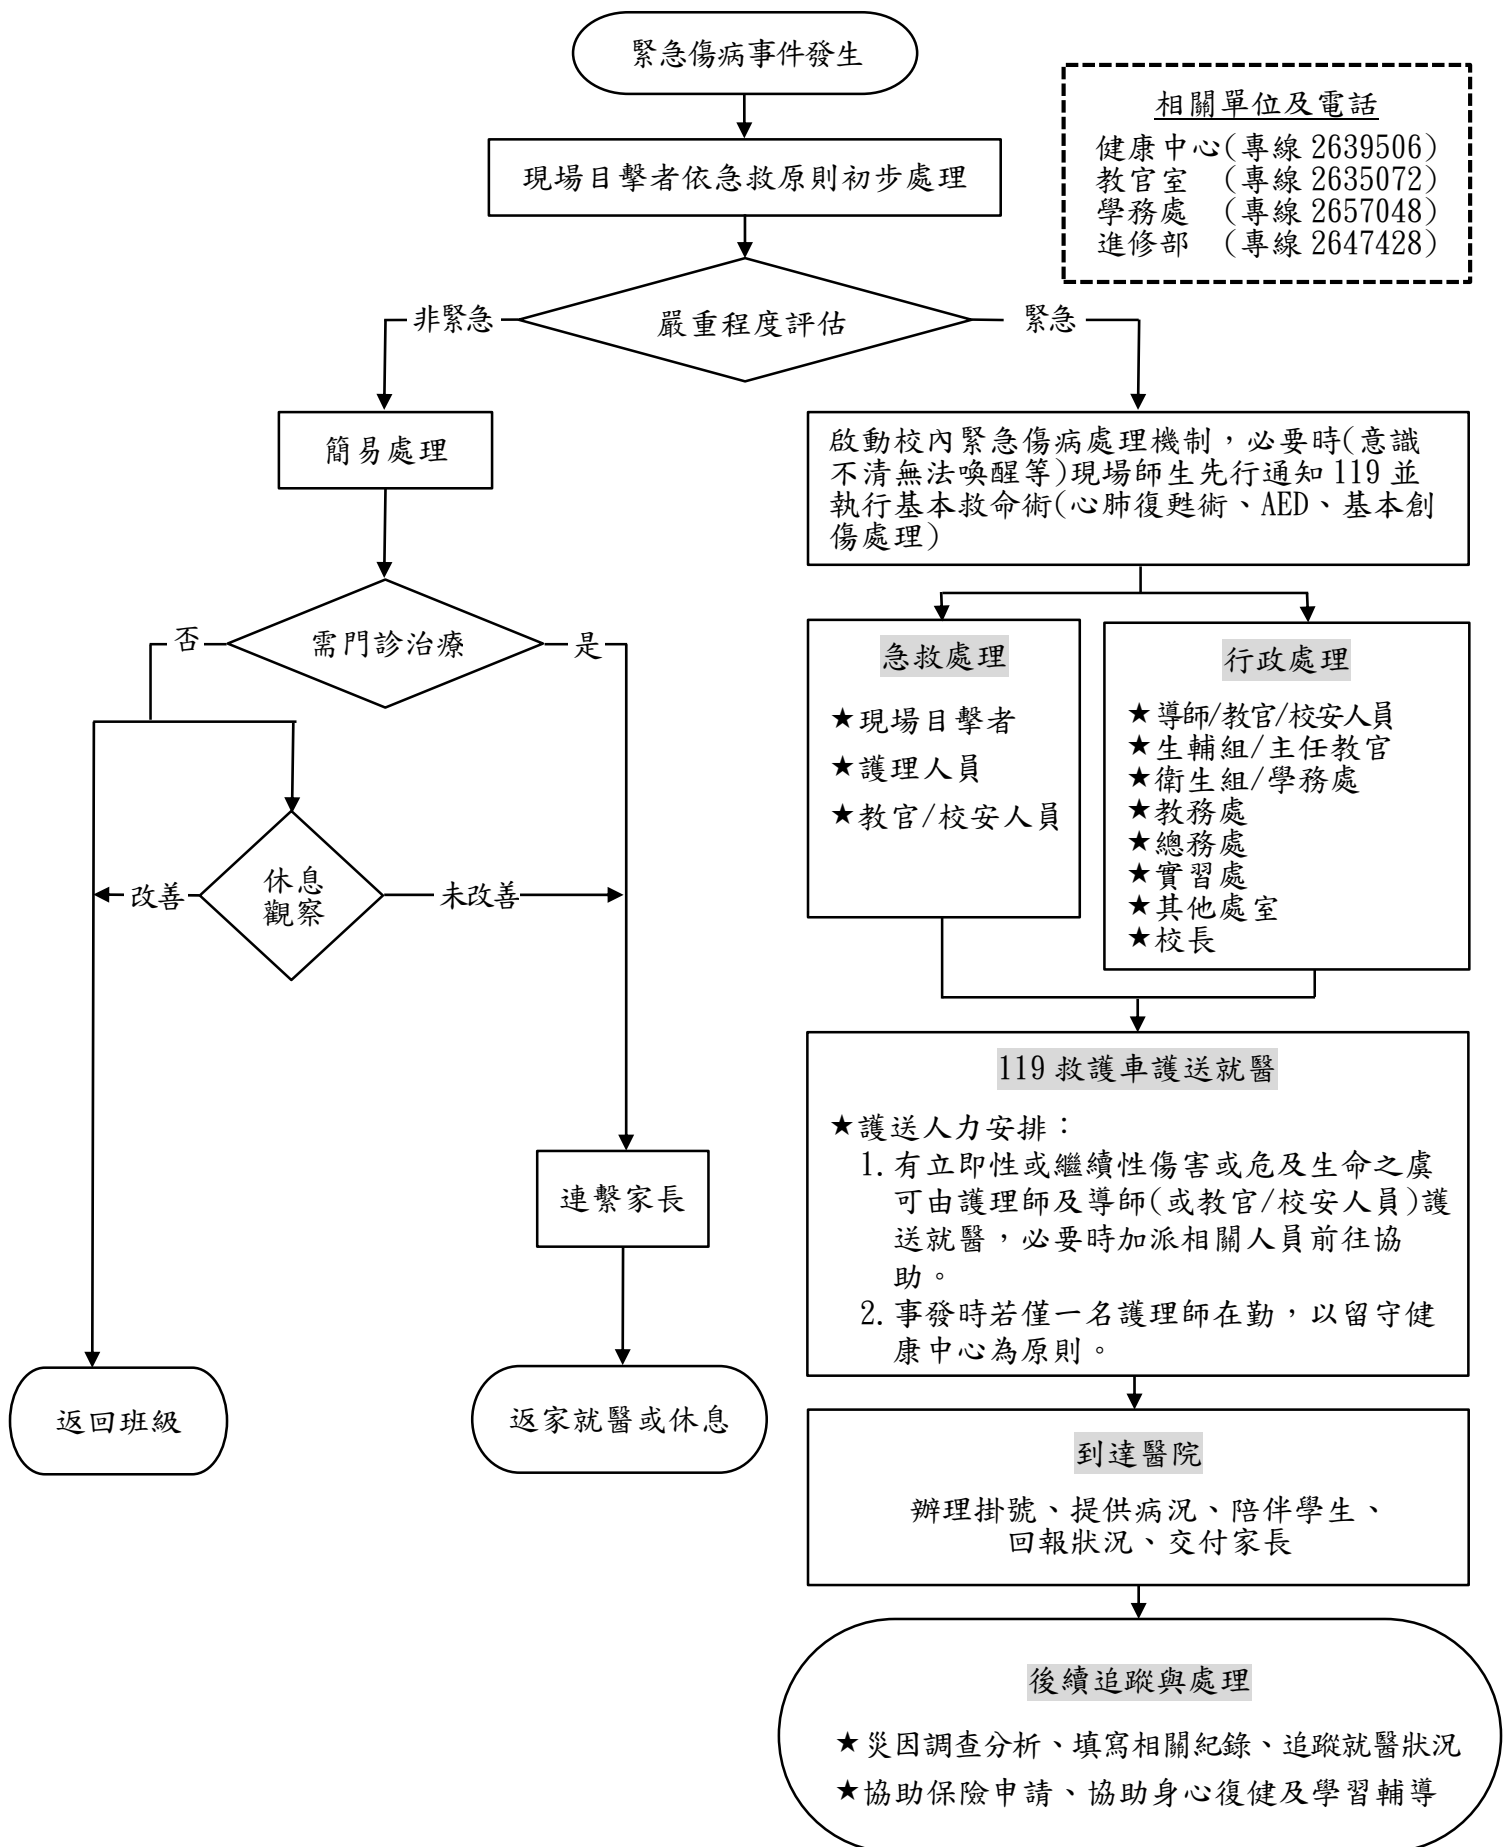 緊急傷病事件發生
相關單位及電話
健康中心(專線 2639506)
教官室 (專線 2635072)
學務處 (專線 2657048)
進修部 (專線 2647428)
現場目擊者依急救原則初步處理
嚴重程度評估
非緊急
緊急
簡易處理
啟動校內緊急傷病處理機制，必要時(意識
不清無法喚醒等)現場師生先行通知 119 並
執行基本救命術(心肺復甦術、AED、基本創
傷處理)
需門診治療
否
是
休息
觀察
改善
未改善
連繫家長
返回班級
返家就醫或休息
急救處理
★現場目擊者
★護理人員
★教官/校安人員
行政處理
★導師/教官/校安人員
★生輔組/主任教官
★衛生組/學務處
★教務處
★總務處
★實習處
★其他處室
★校長
119 救護車護送就醫
★護送人力安排：
1. 有立即性或繼續性傷害或危及生命之虞
可由護理師及導師(或教官/校安人員)護
送就醫，必要時加派相關人員前往協
助。
2. 事發時若僅一名護理師在勤，以留守健
康中心為原則。
到達醫院
辦理掛號、提供病況、陪伴學生、
回報狀況、交付家長
後續追蹤與處理
★災因調查分析、填寫相關紀錄、追蹤就醫狀況
★協助保險申請、協助身心復健及學習輔導